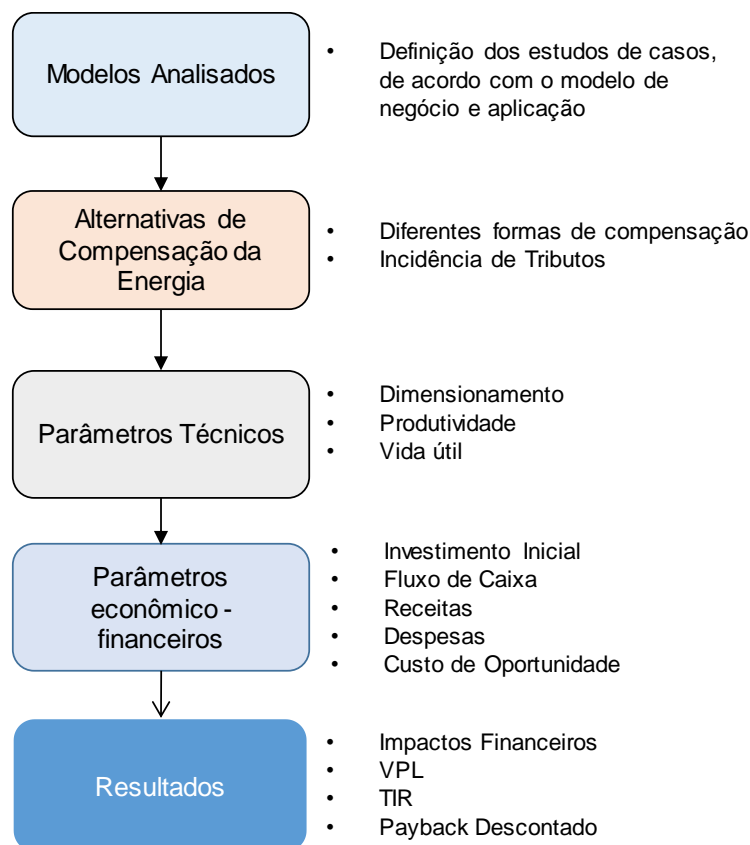 Modelos Analisados
• Definição dos estudos de casos,
de acordo com o modelo de
negócio e aplicação
Alternativas de
Compensação da
Energia
• Diferentes formas de compensação
• Incidência de Tributos
Parâmetros Técnicos
• Dimensionamento
• Produtividade
• Vida útil
Parâmetros
econômico -
financeiros
• Investimento Inicial
• Fluxo de Caixa
• Receitas
• Despesas
• Custo de Oportunidade
Resultados
• Impactos Financeiros
• VPL
• TIR
• Payback Descontado